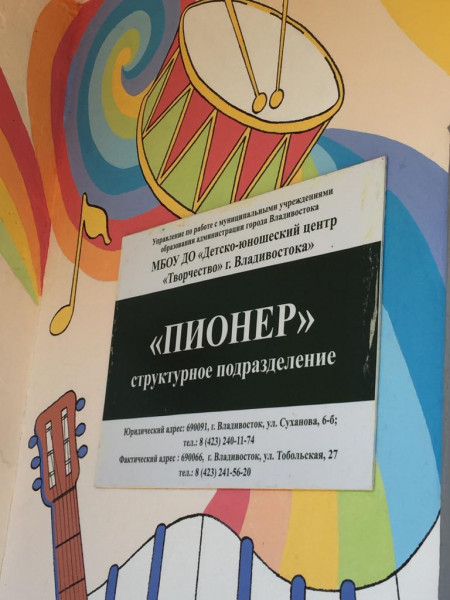 Управление по работе с муниципальными учреждениями
образования администрации города Владивостока
МБОУ ДО «Детско-юношеский центр
«Творчество» г. Владивостока»
«ПИОНЕР»
структурное подразделение
Юридический адрес: 690091, г. Владивосток, ул. Суханова, 6-б;
тел.: 8 (423) 240-11-74
Фактический адрес : 690066, г. Владивосток, ул. Тобольская, 27
тел.: 8 (423) 241-56-20